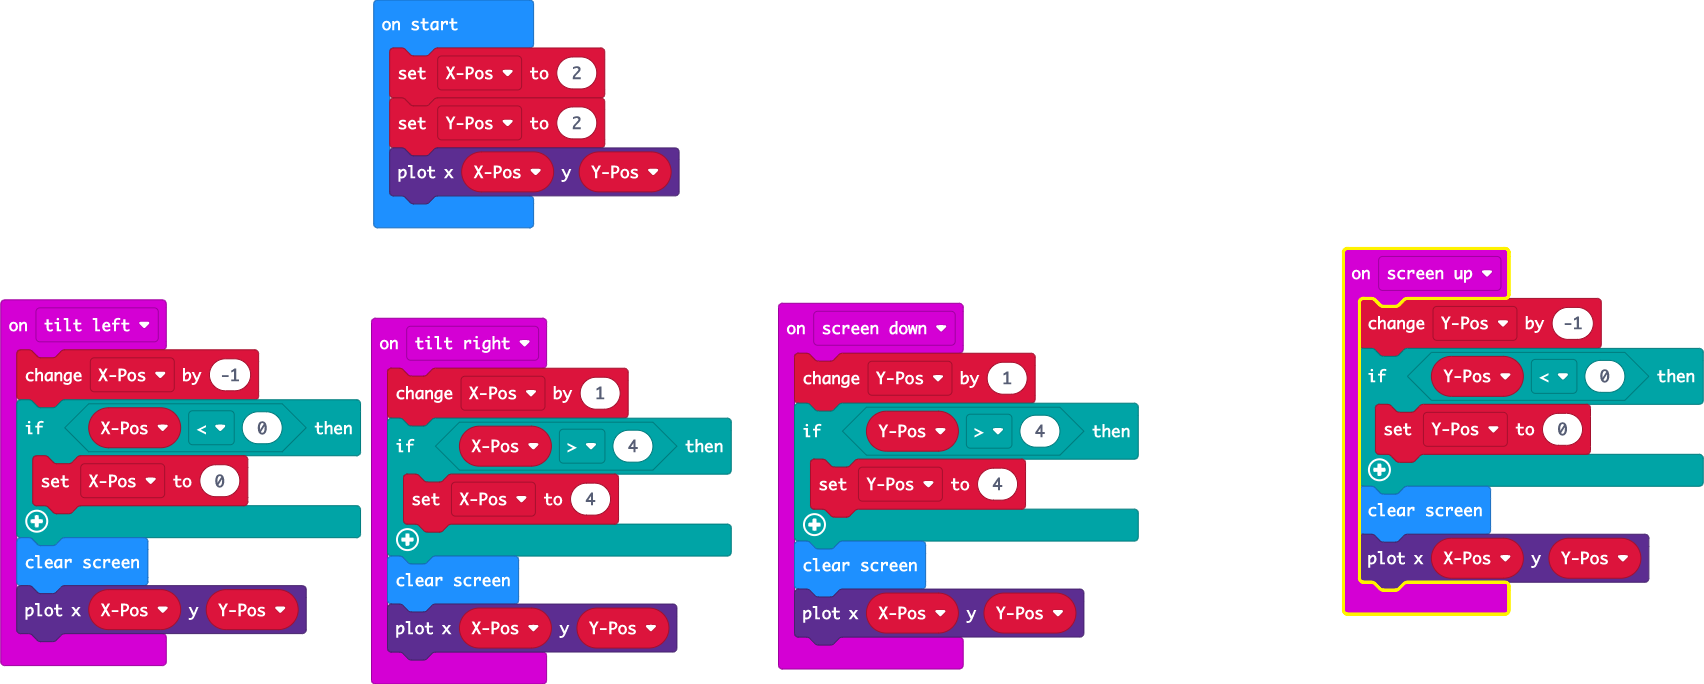 on start
set X-Pos to 2
set Y-Pos to 2
plot x X-Pos y Y-Pos
on tilt left
change X-Pos by -1
if X-Pos < 0 then
set X-Pos to 0
clear screen
plot x X-Pos y Y-Pos
on tilt right
change X-Pos by 1
if X-Pos > 4 then
set X-Pos to 4
clear screen
plot x X-Pos y Y-Pos
on screen down
change Y-Pos by 1
if Y-Pos > 4 then
set Y-Pos to 4
clear screen
plot x X-Pos y Y-Pos
on screen up
change Y-Pos by -1
if Y-Pos < 0 then
set Y-Pos to 0
clear screen
plot x X-Pos y Y-Pos